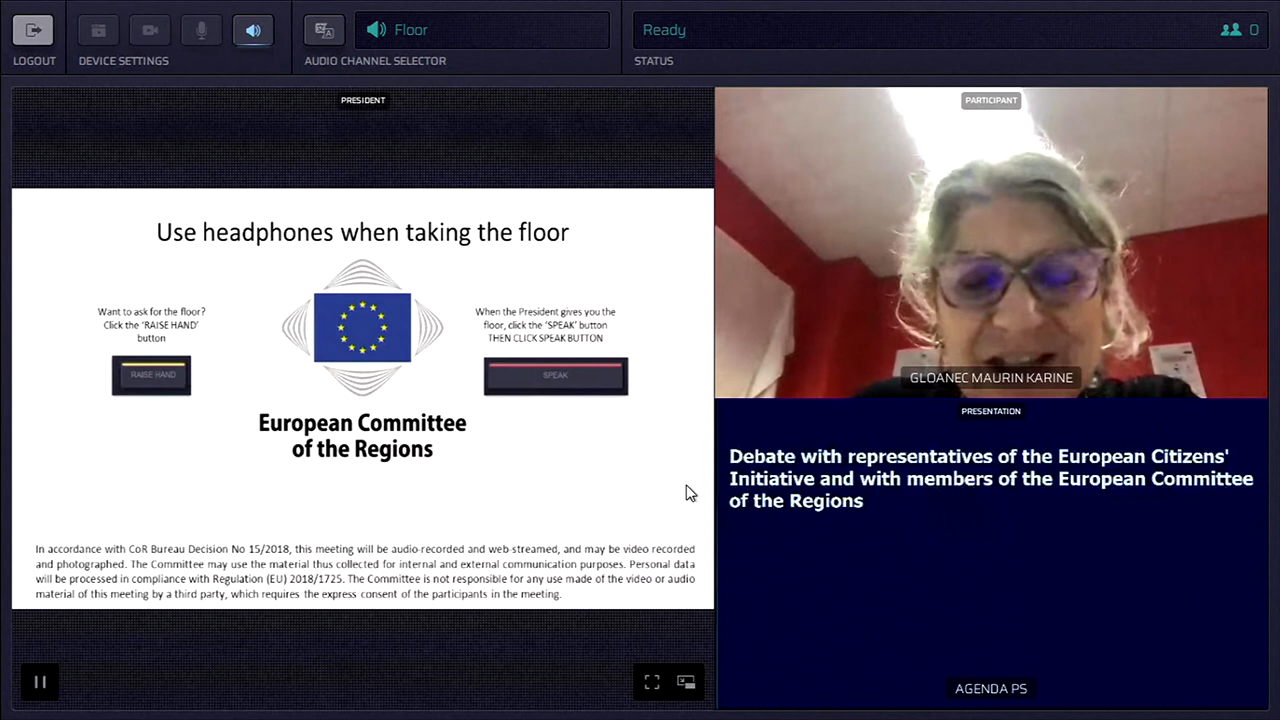 Floor
Ready
0
LOGOUT
DEVICE SETTINGS
AUDIO CHANNEL SELECTOR
STATUS
PRESIDENT
Use headphones when taking the floor
Want to ask for the floor?
Click the 'RAISE HAND'
button
RAISE HAND
When the President gives you the
floor, click the 'SPEAK' button
THEN CLICK SPEAK BUTTON
SPEAK
European Committee
of the Regions
In accordance with CoR Bureau Decision No 15/2018, this meeting will be audio-recorded and web-streamed, and may be video recorded
and photographed. The Committee may use the material thus collected for internal and external communication purposes. Personal data
will be processed in compliance with Regulation (EU) 2018/1725. The Committee is not responsible for any use made of the video or audio
material of this meeting by a third party, which requires the express consent of the participants in the meeting.
PARTICIPANT
GLOANEC MAURIN KARINE
PRESENTATION
Debate with representatives of the European Citizens'
Initiative and with members of the European Committee
of the Regions
AGENDA PS